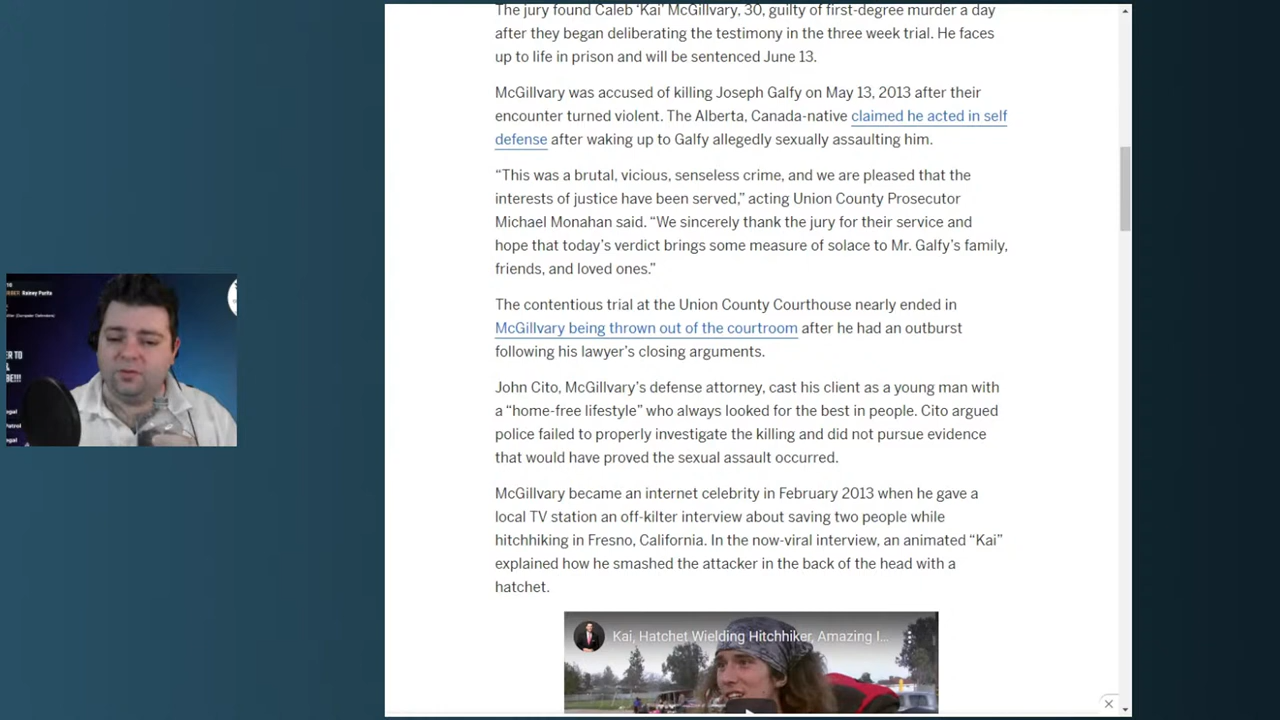 The jury found Caleb ‘Kai’ McGillvary, 30, guilty of first-degree murder a day
after they began deliberating the testimony in the three week trial. He faces
up to life in prison and will be sentenced June 13.
McGillvary was accused of killing Joseph Galfy on May 13, 2013 after their
encounter turned violent. The Alberta, Canada-native claimed he acted in self
defense after waking up to Galfy allegedly sexually assaulting him.
“This was a brutal, vicious, senseless crime, and we are pleased that the
interests of justice have been served,” acting Union County Prosecutor
Michael Monahan said. “We sincerely thank the jury for their service and
hope that today’s verdict brings some measure of solace to Mr. Galfy’s family,
friends, and loved ones.”
The contentious trial at the Union County Courthouse nearly ended in
McGillvary being thrown out of the courtroom after he had an outburst
following his lawyer’s closing arguments.
John Cito, McGillvary’s defense attorney, cast his client as a young man with
a “home-free lifestyle” who always looked for the best in people. Cito argued
police failed to properly investigate the killing and did not pursue evidence
that would have proved the sexual assault occurred.
McGillvary became an internet celebrity in February 2013 when he gave a
local TV station an off-kilter interview about saving two people while
hitchhiking in Fresno, California. In the now-viral interview, an animated “Kai”
explained how he smashed the attacker in the back of the head with a
hatchet.
Kai, Hatchet Wielding Hitchhiker, Amazing I...